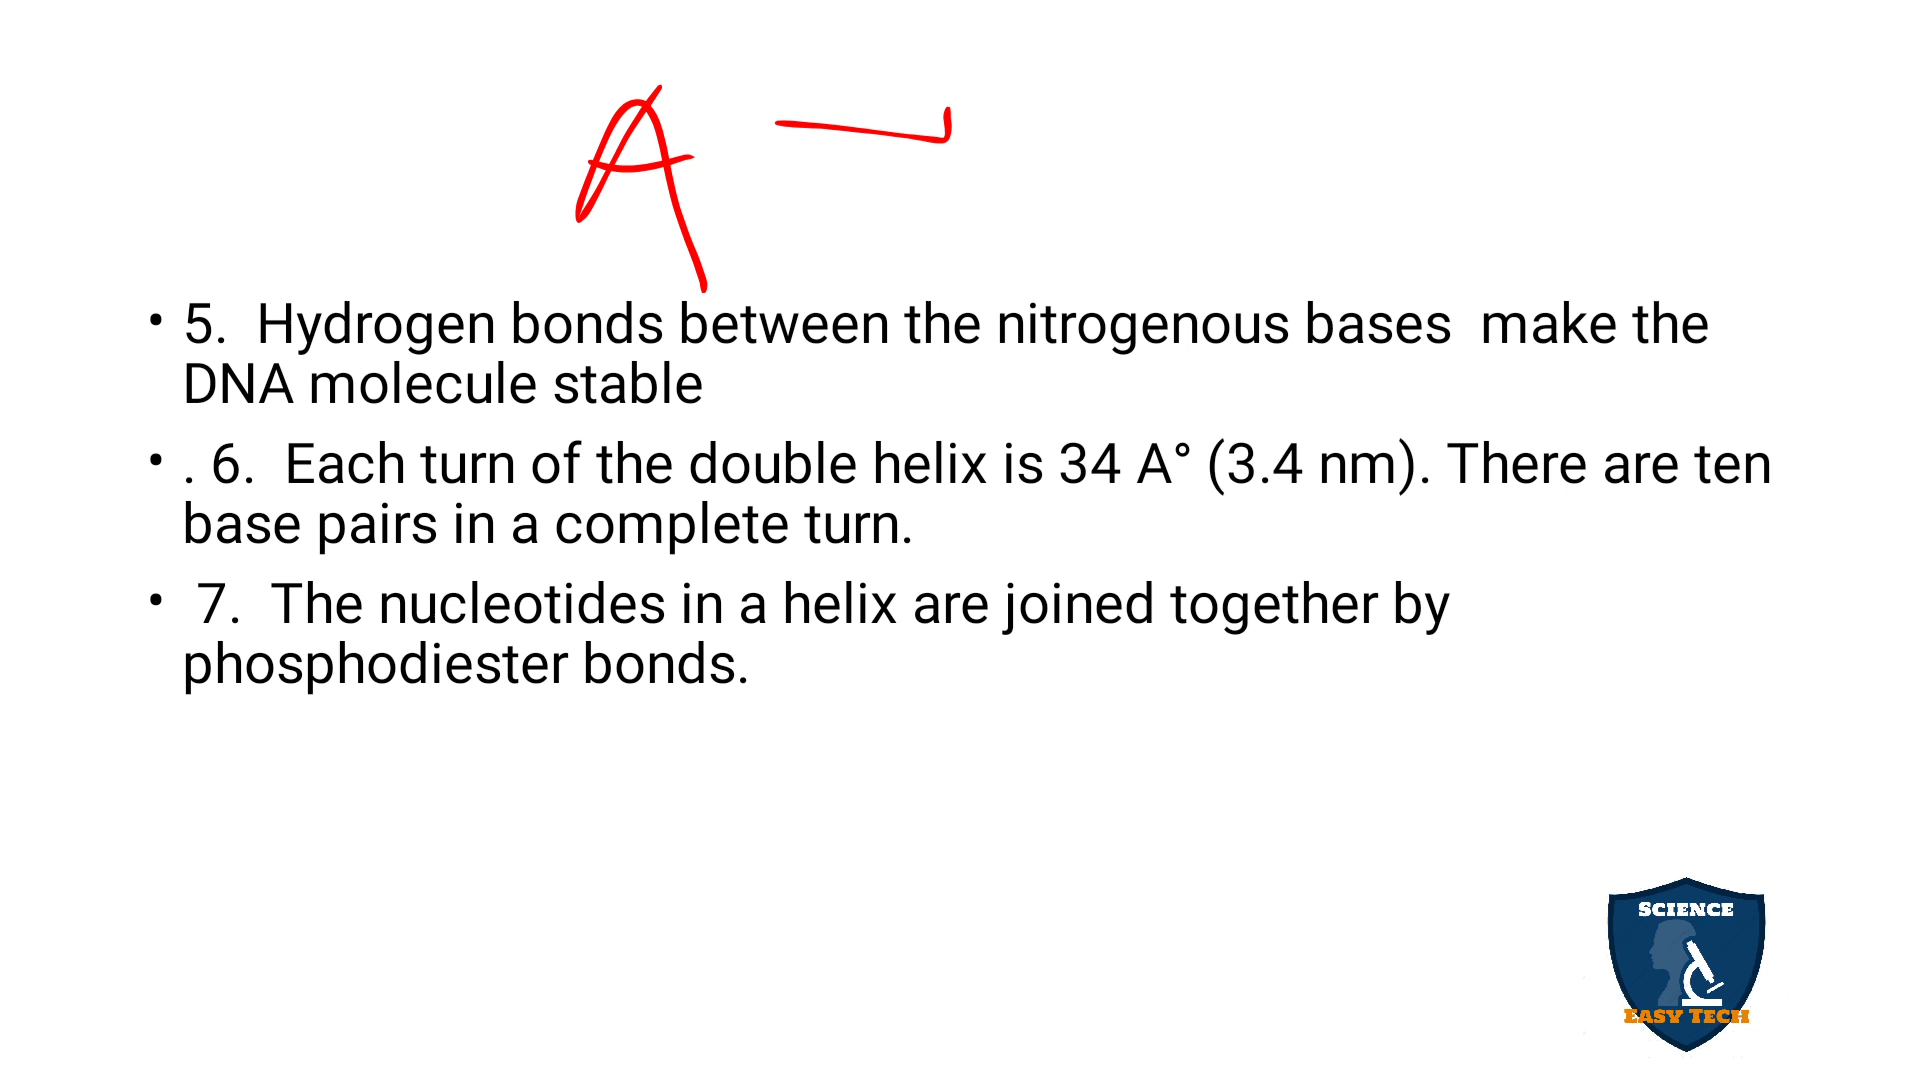 A
• 5.  Hydrogen bonds between the nitrogenous bases  make the
DNA molecule stable
• . 6.  Each turn of the double helix is 34 A° (3.4 nm). There are ten
base pairs in a complete turn.
•  7.  The nucleotides in a helix are joined together by
phosphodiester bonds.
SCIENCE
EASY TECH